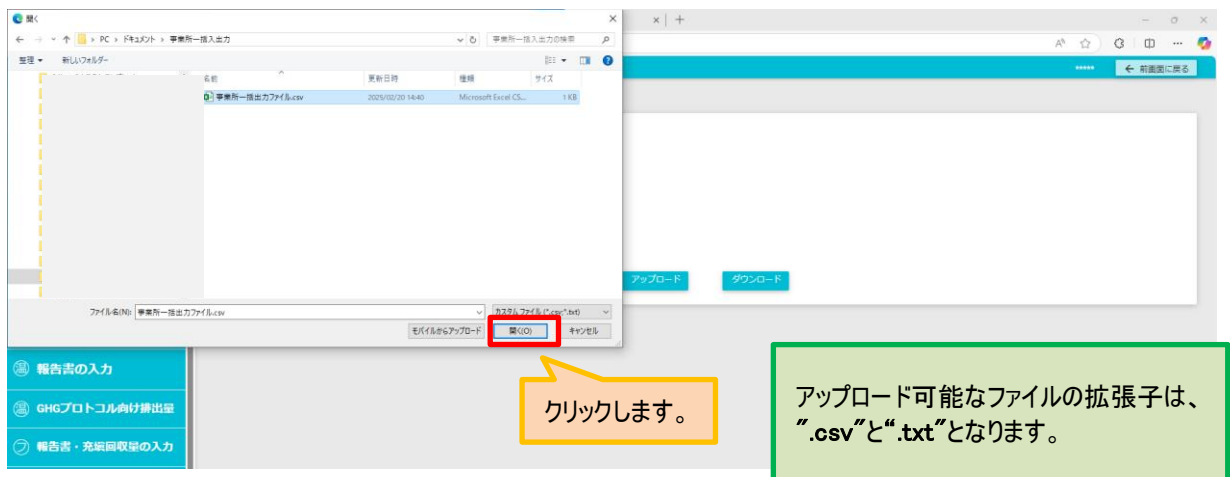 開く
PC > ドキュメント > 事業所一括入出力
事業所一括入出力の検索
整理 新しいフォルダー
名前 更新日時 種類 サイズ
事業所一括出力ファイル.csv 2025/02/20 14:40 Microsoft Excel CS... 1 KB
ファイル名(N): 事業所一括出力ファイル.csv カスタム ファイル (*.csv;*.txt)
モバイルからアップロード 開く(O) キャンセル
***** ← 前画面に戻る
アップロード ダウンロード
温 報告書の入力
温 GHGプロトコル向け排出量
フ 報告書・充塡回収量の入力
クリックします。
アップロード可能なファイルの拡張子は、
”.csv”と“.txt”となります。